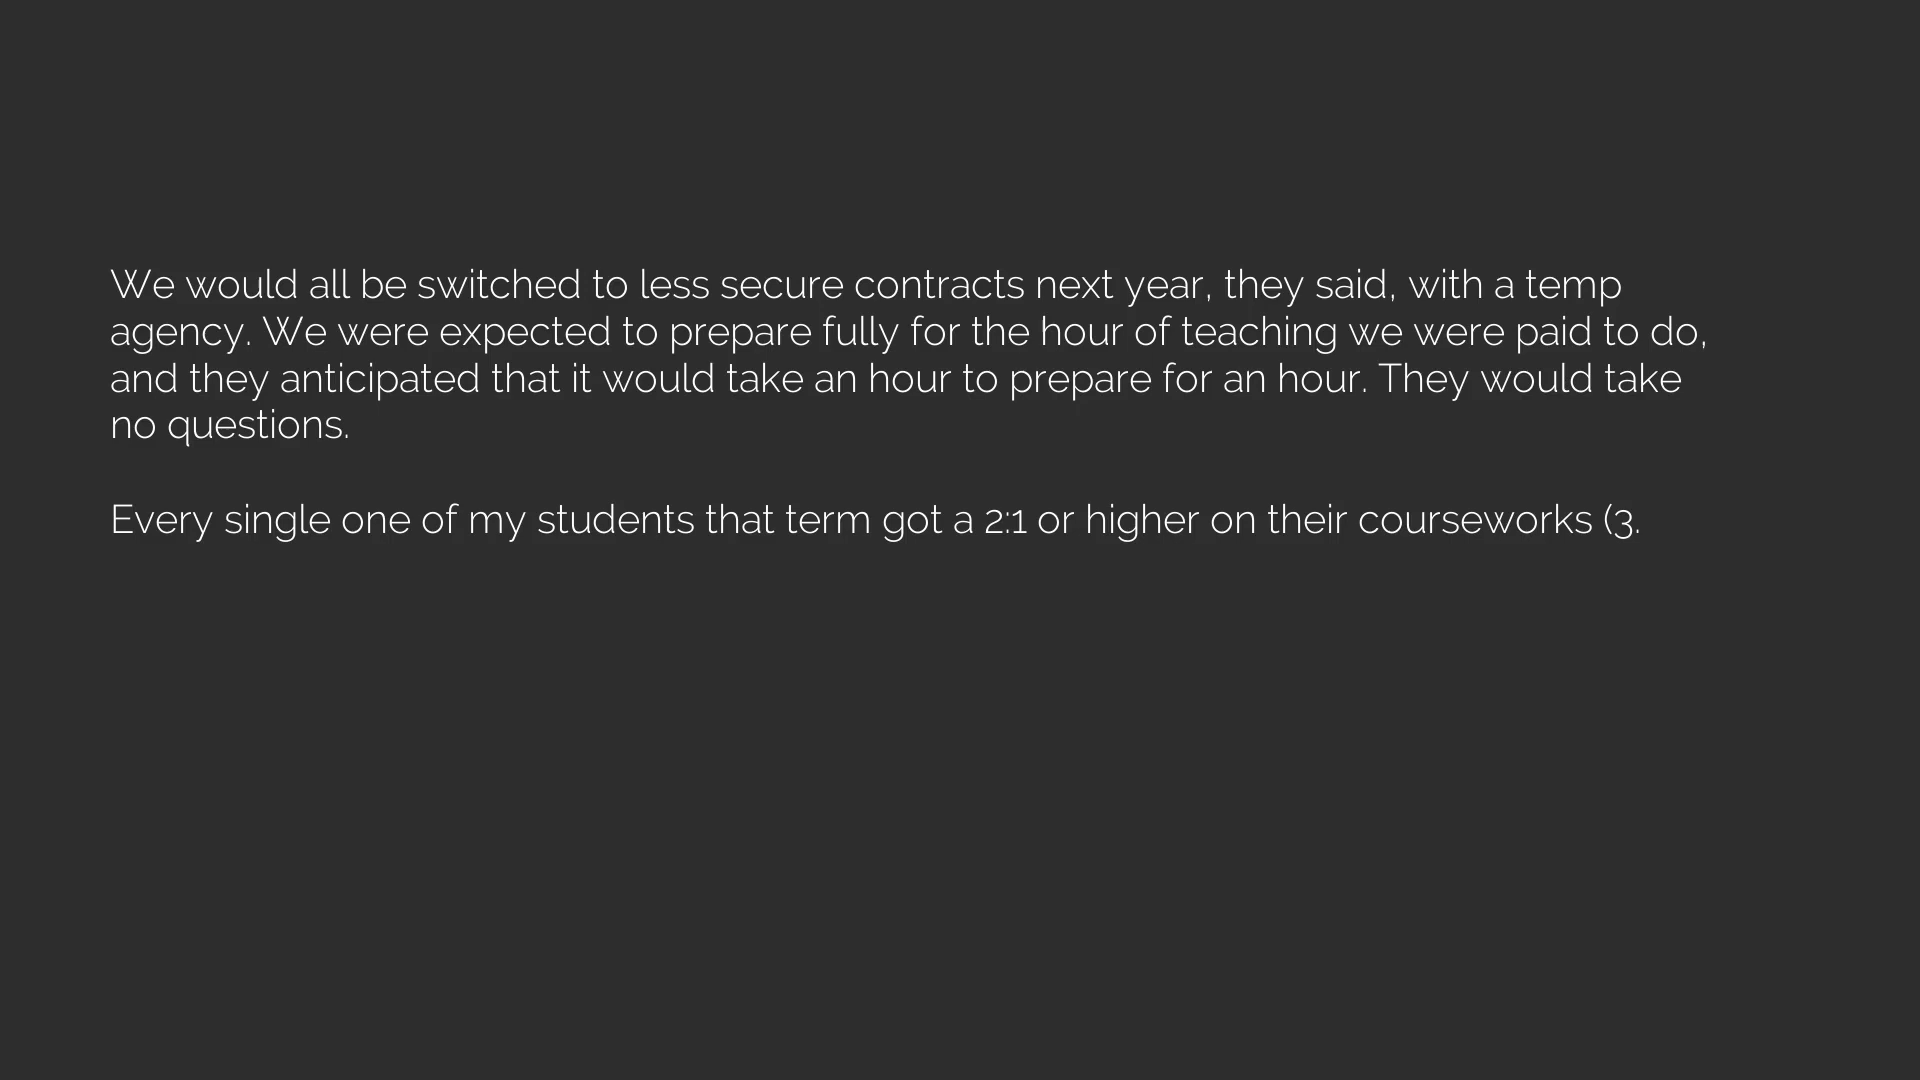 We would all be switched to less secure contracts next year, they said, with a temp
agency. We were expected to prepare fully for the hour of teaching we were paid to do,
and they anticipated that it would take an hour to prepare for an hour. They would take
no questions.
Every single one of my students that term got a 2:1 or higher on their courseworks (3.